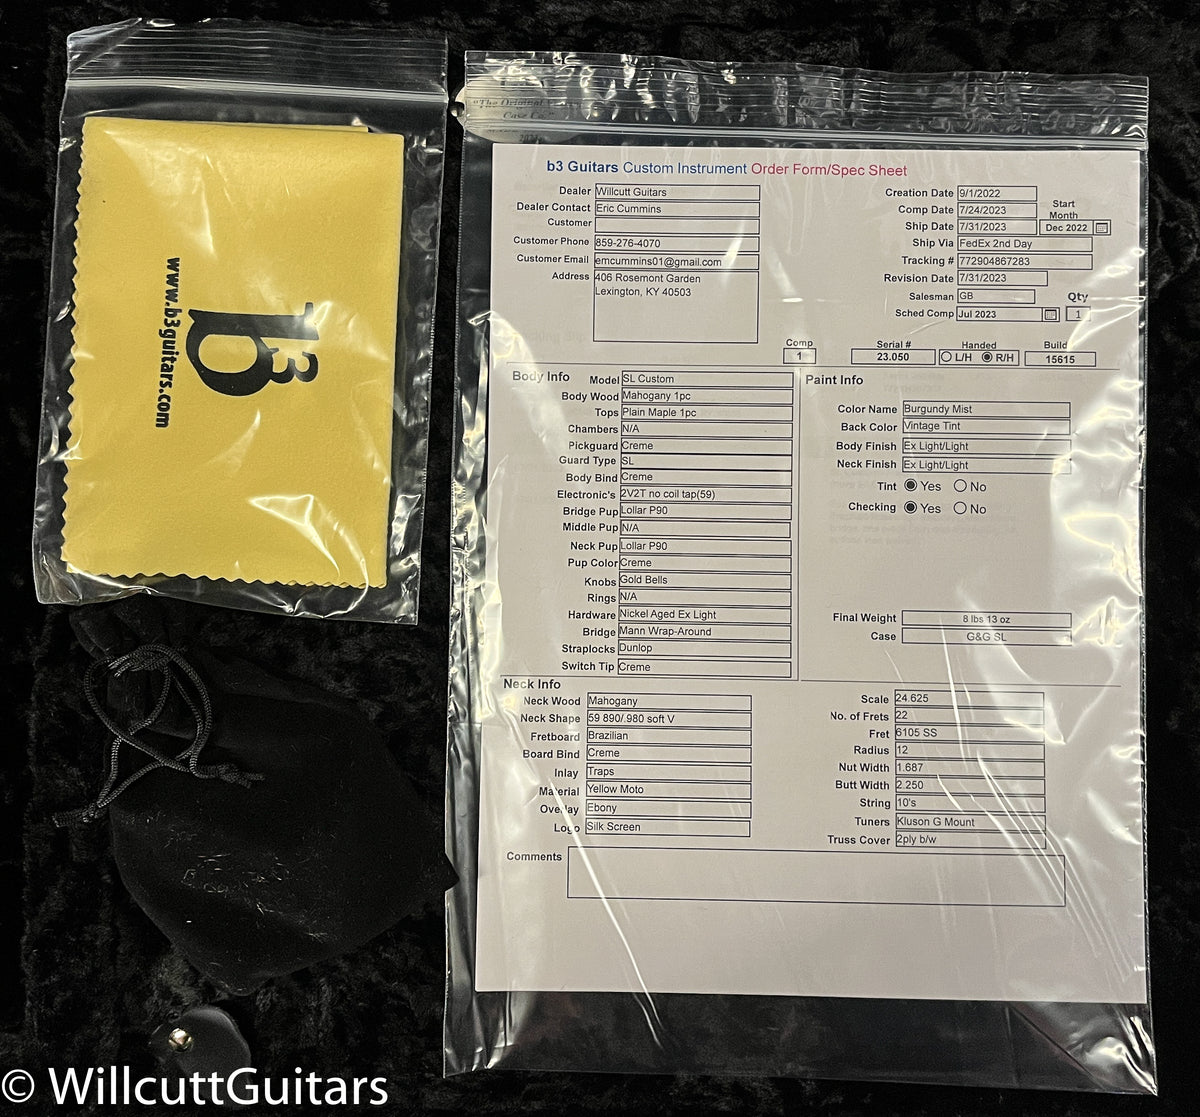 "The Original
Case Co."
b3
www.b3guitars.com
b3 Guitars Custom Instrument Order Form/Spec Sheet
Dealer Willcutt Guitars
Dealer Contact Eric Cummins
Customer
Customer Phone 859-276-4070
Customer Email emcummins01@gmail.com
Address 406 Rosemont Garden
Lexington, KY 40503
Creation Date 9/1/2022
Comp Date 7/24/2023
Start Month
Ship Date 7/31/2023 Dec 2022
Ship Via FedEx 2nd Day
Tracking # 772904867283
Revision Date 7/31/2023
Salesman GB Qty
Sched Comp Jul 2023 1
Comp Serial # Handed Build
1 23.050 L/H R/H 15615
Body Info
Model SL Custom
Body Wood Mahogany 1pc
Tops Plain Maple 1pc
Chambers N/A
Pickguard Creme
Guard Type SL
Body Bind Creme
Electronic's 2V2T no coil tap(59)
Bridge Pup Lollar P90
Middle Pup N/A
Neck Pup Lollar P90
Pup Color Creme
Knobs Gold Bells
Rings N/A
Hardware Nickel Aged Ex Light
Bridge Mann Wrap-Around
Straplocks Dunlop
Switch Tip Creme
Paint Info
Color Name Burgundy Mist
Back Color Vintage Tint
Body Finish Ex Light/Light
Neck Finish Ex Light/Light
Tint Yes No
Checking Yes No
Final Weight 8 lbs 13 oz
Case G&G SL
Neck Info
Neck Wood Mahogany
Neck Shape 59 890/.980 soft V
Fretboard Brazilian
Board Bind Creme
Inlay Traps
Material Yellow Moto
Overlay Ebony
Logo Silk Screen
Scale 24.625
No. of Frets 22
Fret 6105 SS
Radius 12
Nut Width 1.687
Butt Width 2.250
String 10's
Tuners Kluson G Mount
Truss Cover 2ply b/w
Comments
© WillcuttGuitars